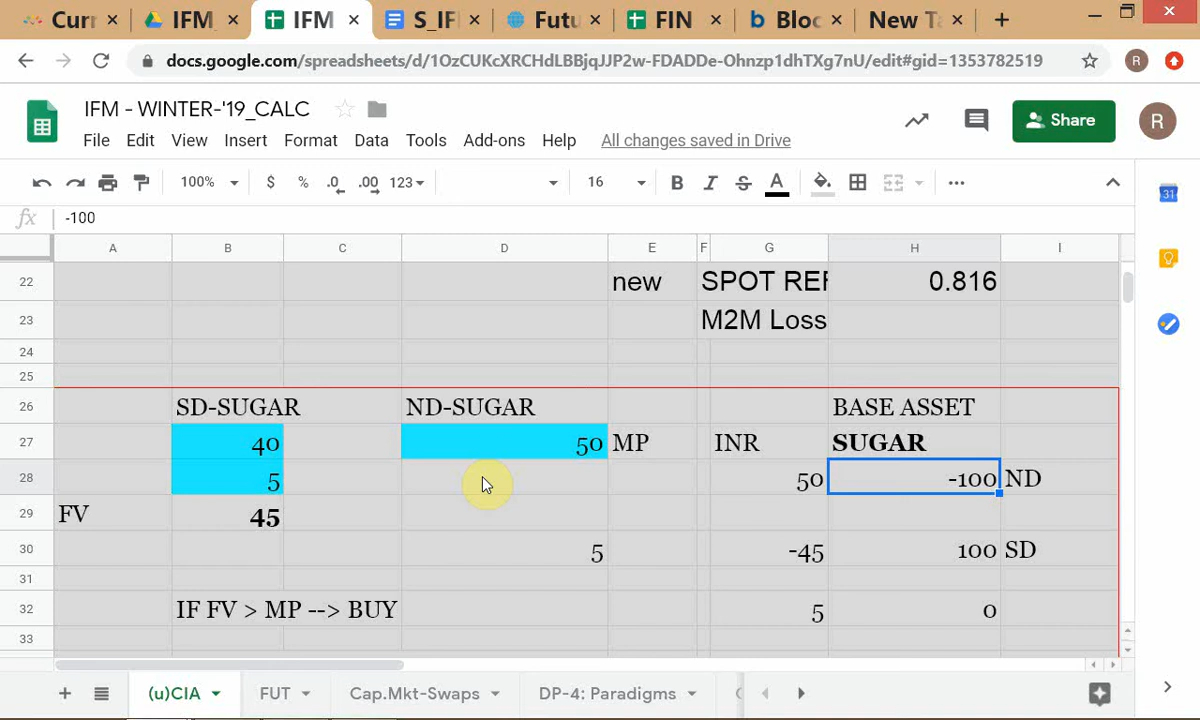 Curr × IFM_ × IFM × S_IF × Futu × FIN × Bloc × New Ta × +
docs.google.com/spreadsheets/d/1OzCUKcXRCHdLBBjqJJP2w-FDADDe-Ohnzp1dhTXg7nU/edit#gid=1353782519 R
IFM - WINTER-'19_CALC
File Edit View Insert Format Data Tools Add-ons Help All changes saved in Drive
Share R
100% $ % .0 .00 123 16 B I S A ...
31
fx -100
A B C D E F G H I
22 new SPOT REF 0.816
23 M2M Loss
24
25
26 SD-SUGAR ND-SUGAR BASE ASSET
27 40 50 MP INR SUGAR
28 5 50 -100 ND
29 FV 45
30 5 -45 100 SD
31
32 IF FV > MP --> BUY 5 0
33
+ (u)CIA FUT Cap.Mkt-Swaps DP-4: Paradigms